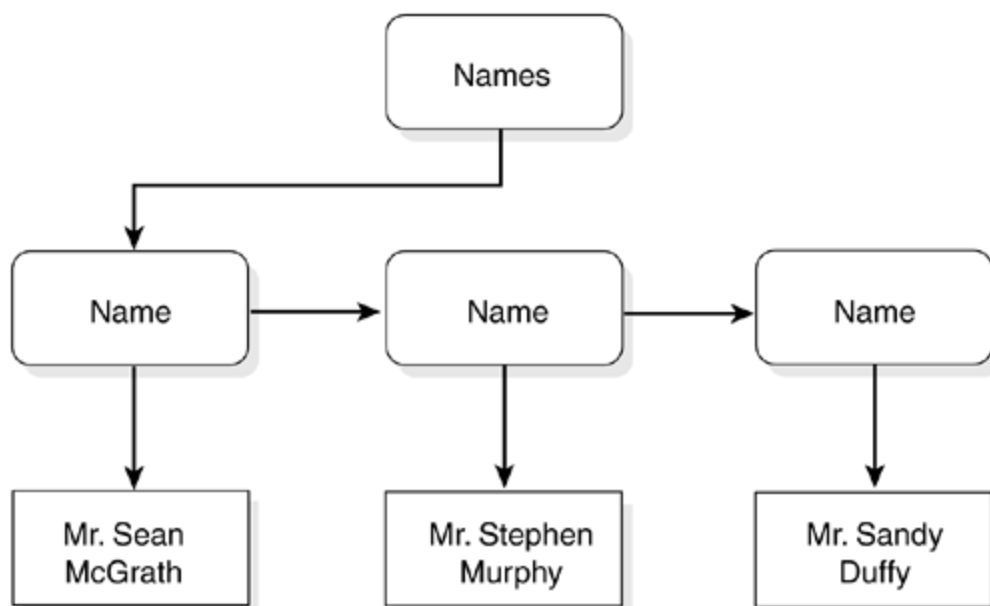 Names
Name
Name
Name
Mr. Sean
McGrath
Mr. Stephen
Murphy
Mr. Sandy
Duffy